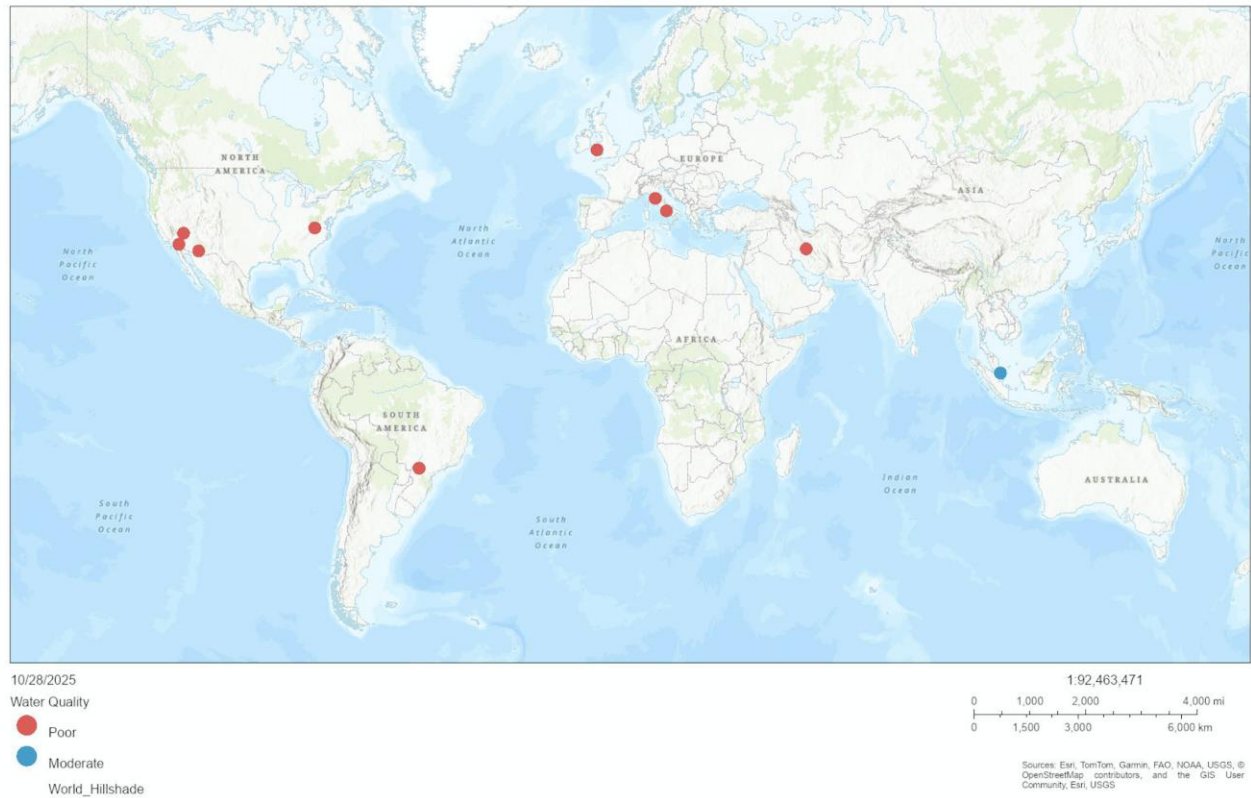 NORTH
AMERICA
EUROPE
ASIA
North
Pacific
Ocean
North
Atlantic
Ocean
North
Pacific
Ocean
AFRICA
SOUTH
AMERICA
South
Pacific
Ocean
South
Atlantic
Ocean
Indian
Ocean
AUSTRALIA
10/28/2025
Water Quality
Poor
Moderate
World_Hillshade
1:92,463,471
0 1,000 2,000 4,000 mi
0 1,500 3,000 6,000 km
Sources: Esri, TomTom, Garmin, FAO, NOAA, USGS, ©
OpenStreetMap contributors, and the GIS User
Community, Esri, USGS